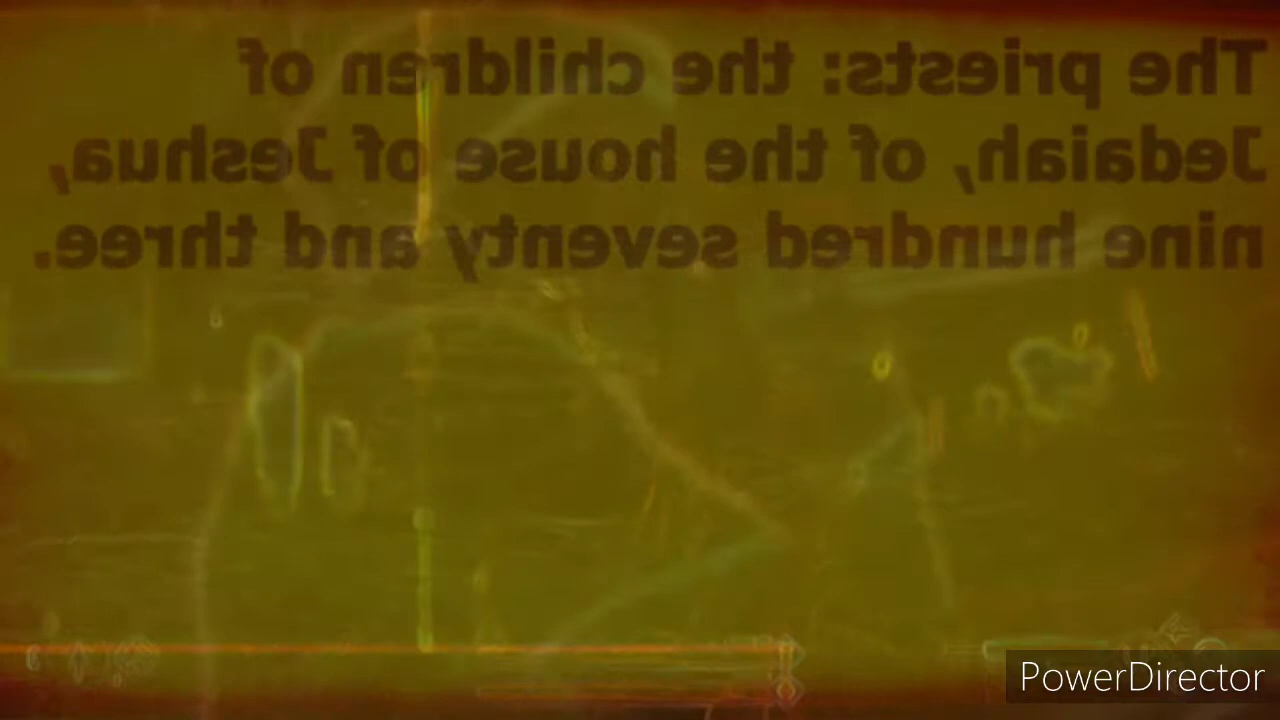 The priests: the children of
Jedaiah, of the house of Jeshua,
nine hundred seventy and three.
PowerDirector